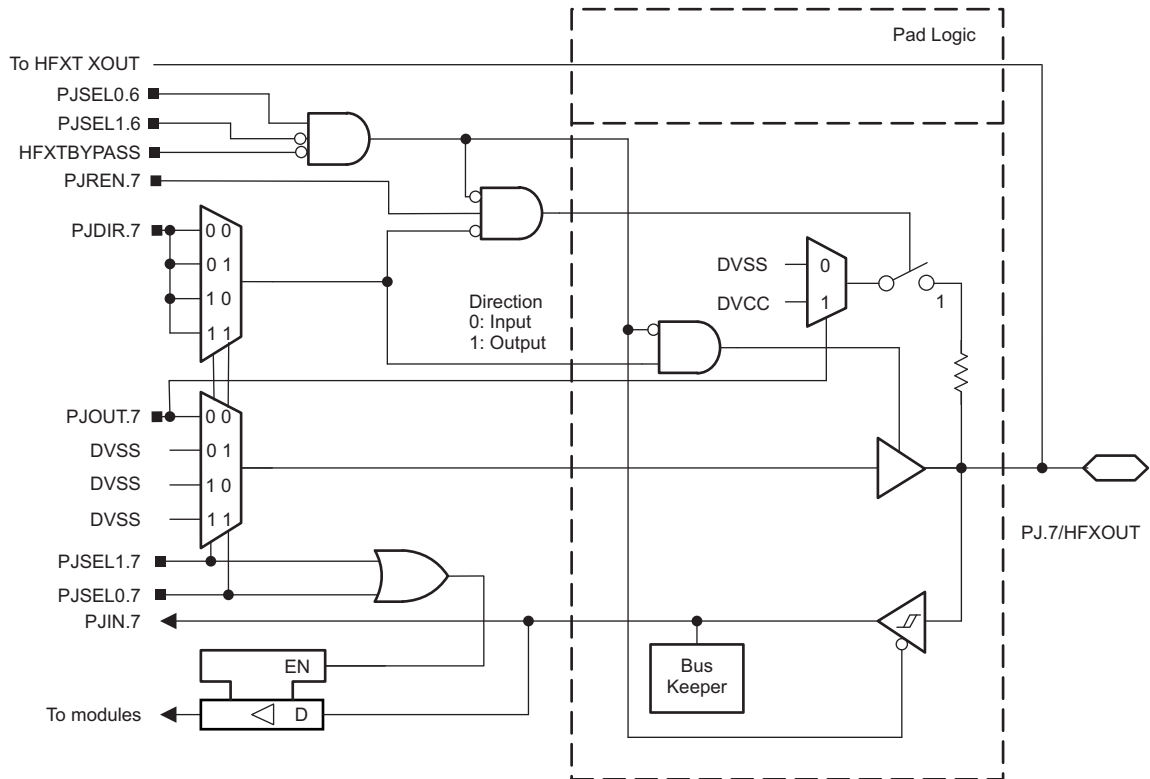 Pad Logic
To HFXT XOUT
PJSEL0.6
PJSEL1.6
HFXTBYPASS
PJREN.7
PJDIR.7
0 0
0 1
1 0
1 1
Direction
0: Input
1: Output
DVSS
0
DVCC
1
1
PJOUT.7
0 0
DVSS
0 1
DVSS
1 0
DVSS
1 1
PJ.7/HFXOUT
PJSEL1.7
PJSEL0.7
PJIN.7
EN
Bus
Keeper
To modules
D